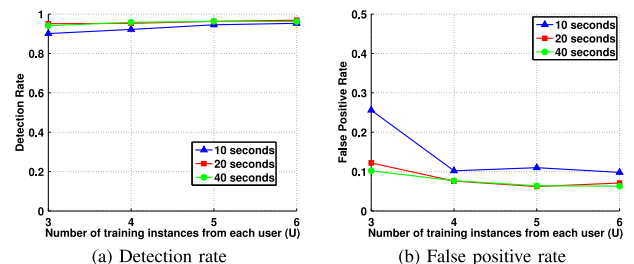 1
0.8
0.6
0.4
0.2
0
3
4
5
6
Detection Rate
Number of training instances from each user (U)
10 seconds
20 seconds
40 seconds
(a) Detection rate
0.5
0.4
0.3
0.2
0.1
0
3
4
5
6
False Positive Rate
Number of training instances from each user (U)
10 seconds
20 seconds
40 seconds
(b) False positive rate